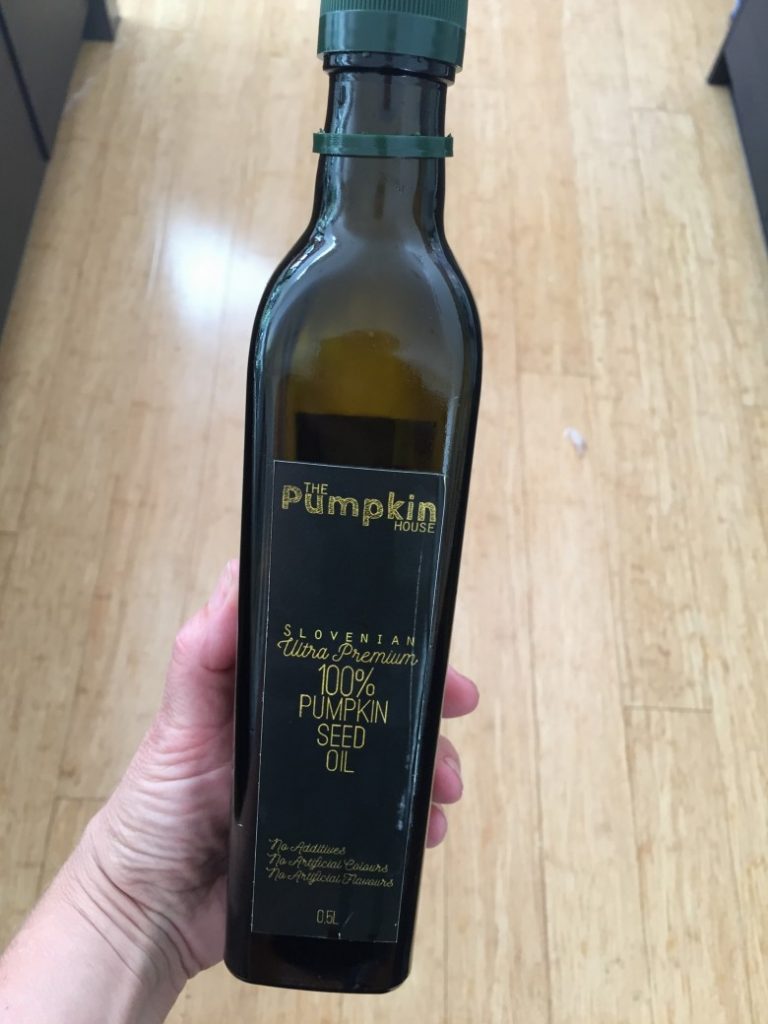 THE
Pumpkin
HOUSE
SLOVENIAN
Ultra Premium
100%
PUMPKIN
SEED
OIL
No Additives
No Artificial Colours
No Artificial Flavours
0,5L